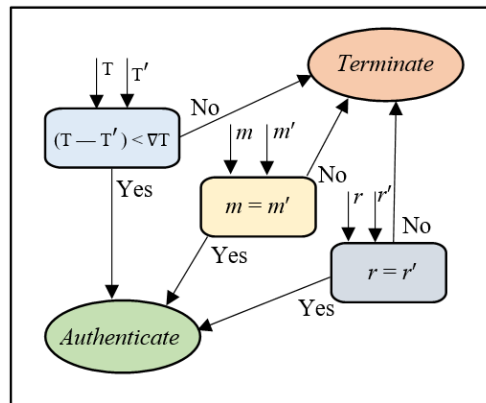 T
T′
Terminate
No
(T — T′) < ∇T
m
m′
No
Yes
r
r′
m = m′
No
Yes
r = r′
Yes
Authenticate